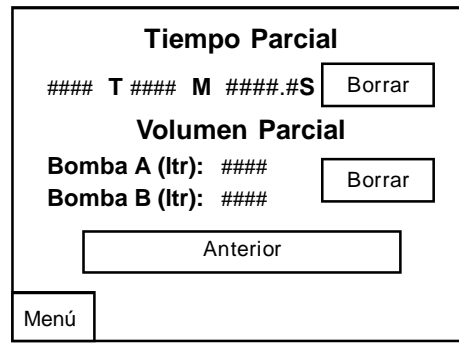 Tiempo Parcial
#### T #### M ####.#S Borrar
Volumen Parcial
Bomba A (ltr): ####
Borrar
Bomba B (ltr): ####
Anterior
Menú